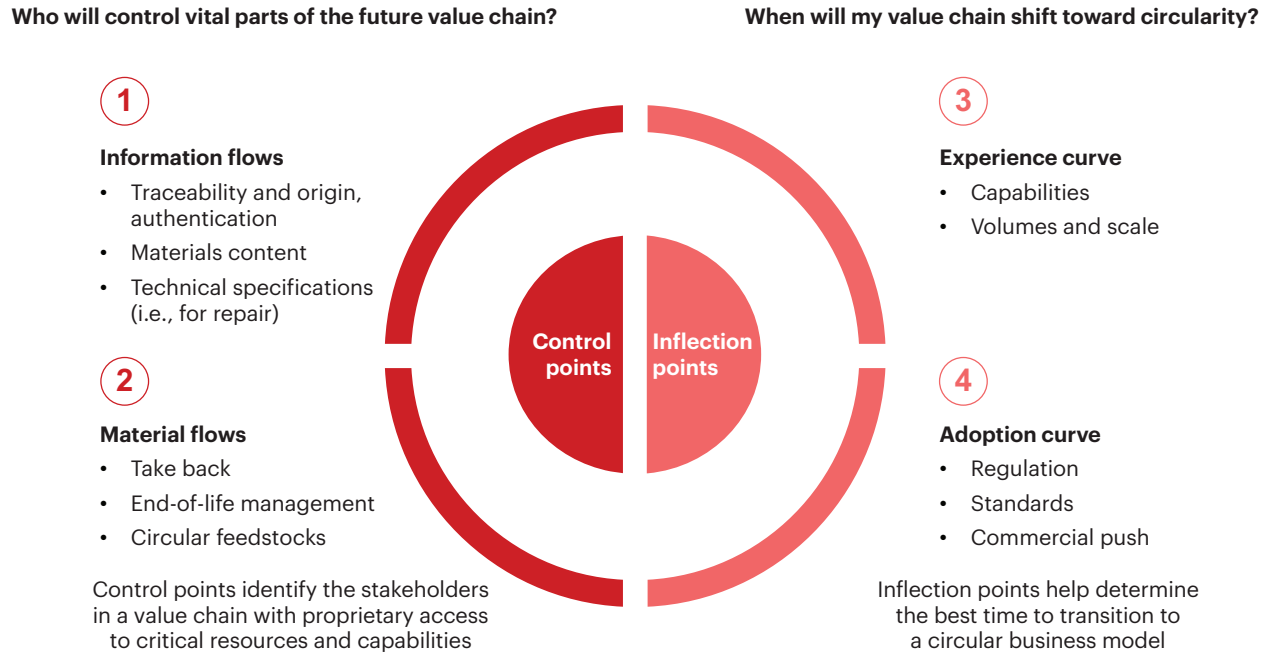 Who will control vital parts of the future value chain?
When will my value chain shift toward circularity?
1
Information flows
• Traceability and origin,
authentication
• Materials content
• Technical specifications
(i.e., for repair)
2
Material flows
• Take back
• End-of-life management
• Circular feedstocks
Control points identify the stakeholders
in a value chain with proprietary access
to critical resources and capabilities
Control
points
Inflection
points
3
Experience curve
• Capabilities
• Volumes and scale
4
Adoption curve
• Regulation
• Standards
• Commercial push
Inflection points help determine
the best time to transition to
a circular business model